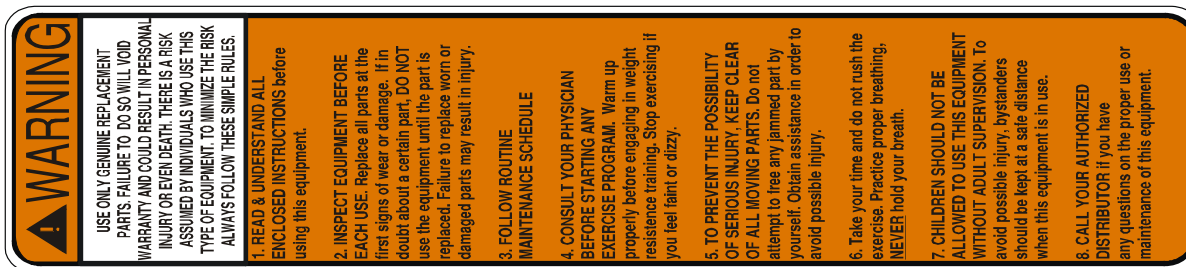 WARNING
USE ONLY GENUINE REPLACEMENT
PARTS. FAILURE TO DO SO WILL VOID
WARRANTY AND COULD RESULT IN PERSONAL
INJURY OR EVEN DEATH. THERE IS A RISK
ASSUMED BY INDIVIDUALS WHO USE THIS
TYPE OF EQUIPMENT. TO MINIMIZE THE RISK
ALWAYS FOLLOW THESE SIMPLE RULES.
1. READ & UNDERSTAND ALL
ENCLOSED INSTRUCTIONS before
using this equipment.
2. INSPECT EQUIPMENT BEFORE
EACH USE. Replace all parts at the
first signs of wear or damage. If in
doubt about a certain part, DO NOT
use the equipment until the part is
replaced. Failure to replace worn or
damaged parts may result in injury.
3. FOLLOW ROUTINE
MAINTENANCE SCHEDULE
4. CONSULT YOUR PHYSICIAN
BEFORE STARTING ANY
EXERCISE PROGRAM. Warm up
properly before engaging in weight
resistence training. Stop exercising if
you feel faint or dizzy.
5. TO PREVENT THE POSSIBILITY
OF SERIOUS INJURY, KEEP CLEAR
OF ALL MOVING PARTS. Do not
attempt to free any jammed part by
yourself. Obtain assistance in order to
avoid possible injury.
6. Take your time and do not rush the
exercise. Practice proper breathing,
NEVER hold your breath.
7. CHILDREN SHOULD NOT BE
ALLOWED TO USE THIS EQUIPMENT
WITHOUT ADULT SUPERVISION. To
avoid possible injury, bystanders
should be kept at a safe distance
when this equipment is in use.
8. CALL YOUR AUTHORIZED
DISTRIBUTOR if you have
any questions on the proper use or
maintenance of this equipment.